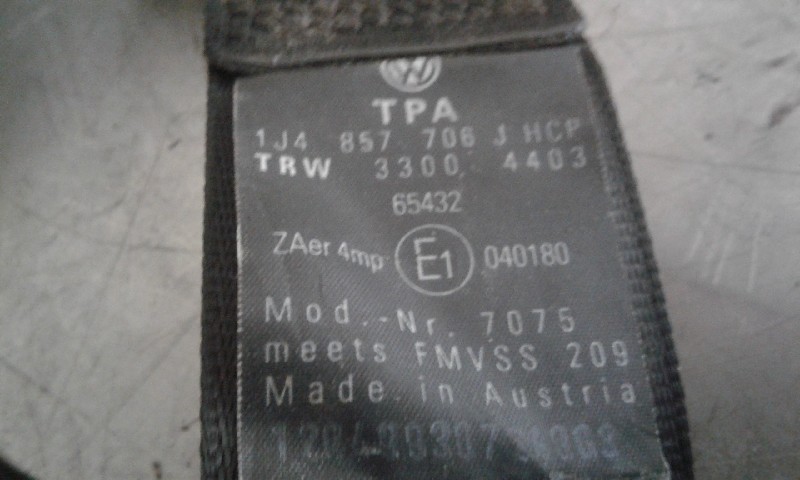 TPA
1J4 857 706 J HCP
TRW 3300 4403
65432
ZAer 4mp E1 040180
Mod.-Nr. 7075
meets FMVSS 209
Made in Austria